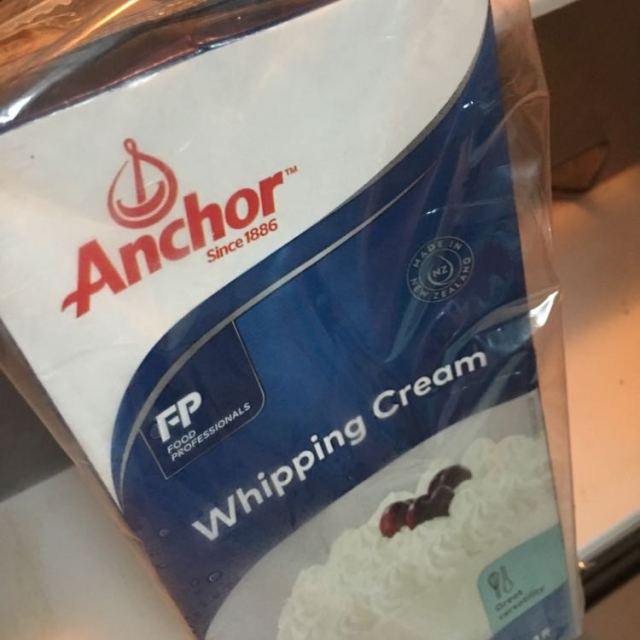 Anchor™
Since 1886
MADE IN
NZ
NEW ZEALAND
FP
FOOD
PROFESSIONALS
Whipping Cream
Great
versatility